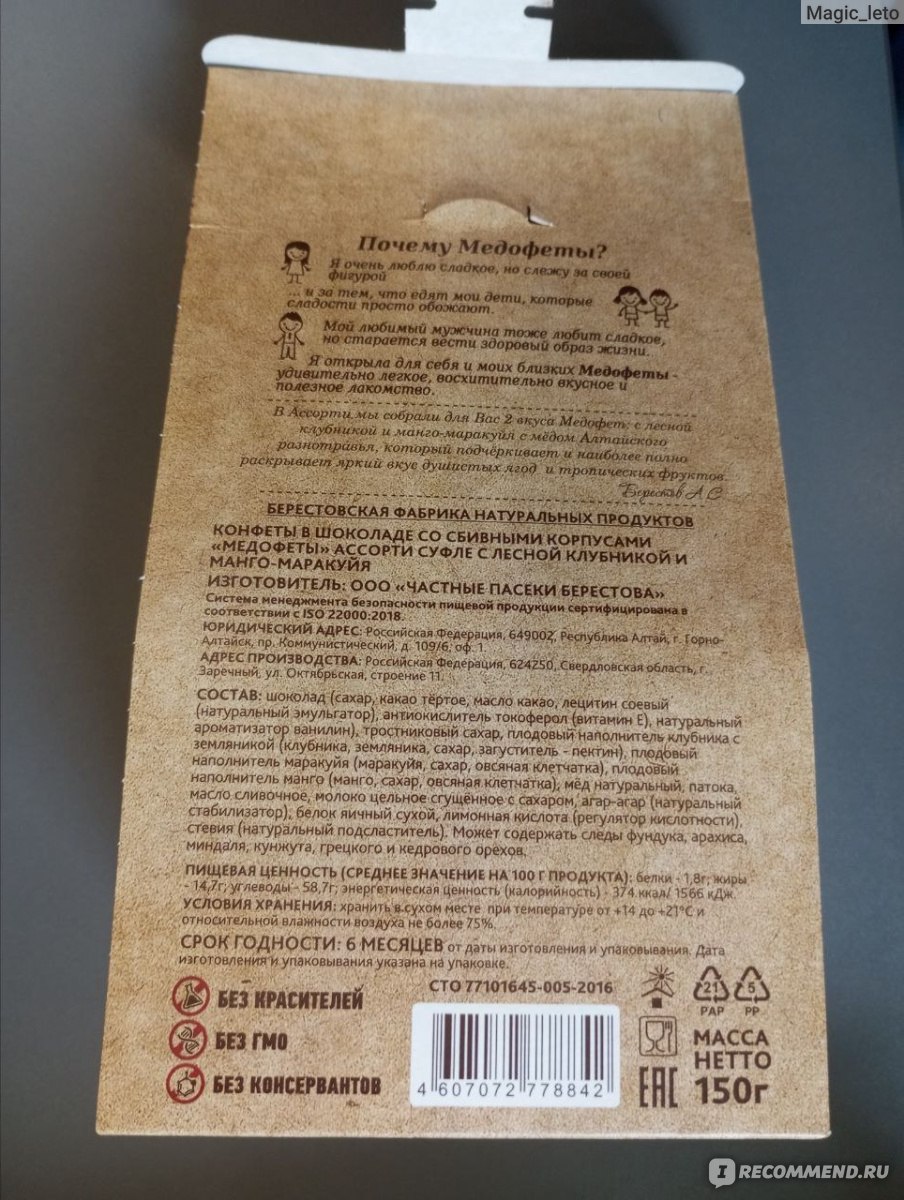 Magic_leto
Почему Медофеты?
Я очень люблю сладкое, но слежу за своей
фигурой
... и за тем, что едят мои дети, которые
сладости просто обожают.
Мой любимый мужчина тоже любит сладкое,
но старается вести здоровый образ жизни.
Я открыла для себя и моих близких Медофеты -
удивительно легкое, восхитительно вкусное и
полезное лакомство.
В Ассорти мы собрали для Вас 2 вкуса Медофет: с лесной
клубникой и манго-маракуйя с мёдом Алтайского
разнотравья, который подчёркивает и наиболее полно
раскрывает яркий вкус душистых ягод и тропических фруктов.
Берестов А С
БЕРЕСТОВСКАЯ ФАБРИКА НАТУРАЛЬНЫХ ПРОДУКТОВ
КОНФЕТЫ В ШОКОЛАДЕ СО СБИВНЫМИ КОРПУСАМИ
«МЕДОФЕТЫ» АССОРТИ СУФЛЕ С ЛЕСНОЙ КЛУБНИКОЙ И
МАНГО-МАРАКУЙЯ
ИЗГОТОВИТЕЛЬ: ООО «ЧАСТНЫЕ ПАСЕКИ БЕРЕСТОВА»
Система менеджмента безопасности пищевой продукции сертифицирована в
соответствии с ISO 22000:2018.
ЮРИДИЧЕСКИЙ АДРЕС: Российская Федерация, 649002, Республика Алтай, г. Горно-
Алтайск, пр. Коммунистический, д. 109/6, оф. 1.
АДРЕС ПРОИЗВОДСТВА: Российская Федерация, 624250, Свердловская область, г.
Заречный, ул. Октябрьская, строение 11.
СОСТАВ: шоколад (сахар, какао тёртое, масло какао, лецитин соевый
(натуральный эмульгатор), антиокислитель токоферол (витамин Е), натуральный
ароматизатор ванилин), тростниковый сахар, плодовый наполнитель клубника с
земляникой (клубника, земляника, сахар, загуститель - пектин), плодовый
наполнитель маракуйя (маракуйя, сахар, овсяная клетчатка), плодовый
наполнитель манго (манго, сахар, овсяная клетчатка), мёд натуральный, патока,
масло сливочное, молоко цельное сгущённое с сахаром, агар-агар (натуральный
стабилизатор), белок яичный сухой, лимонная кислота (регулятор кислотности),
стевия (натуральный подсластитель). Может содержать следы фундука, арахиса,
миндаля, кунжута, грецкого и кедрового орехов.
ПИЩЕВАЯ ЦЕННОСТЬ (СРЕДНЕЕ ЗНАЧЕНИЕ НА 100 Г ПРОДУКТА): белки - 1,8г; жиры
- 14,7г; углеводы - 58,7г; энергетическая ценность (калорийность) - 374 ккал/ 1566 кДж.
УСЛОВИЯ ХРАНЕНИЯ: хранить в сухом месте при температуре от +14 до +21°С и
относительной влажности воздуха не более 75%.
СРОК ГОДНОСТИ: 6 МЕСЯЦЕВ от даты изготовления и упаковывания. Дата
изготовления и упаковывания указана на упаковке.
БЕЗ КРАСИТЕЛЕЙ
БЕЗ ГМО
БЕЗ КОНСЕРВАНТОВ
СТО 77101645-005-2016
4 607072 778842
21
PAP
5
PP
EAC
МАССА
НЕТТО
150г
IRECOMMEND.RU